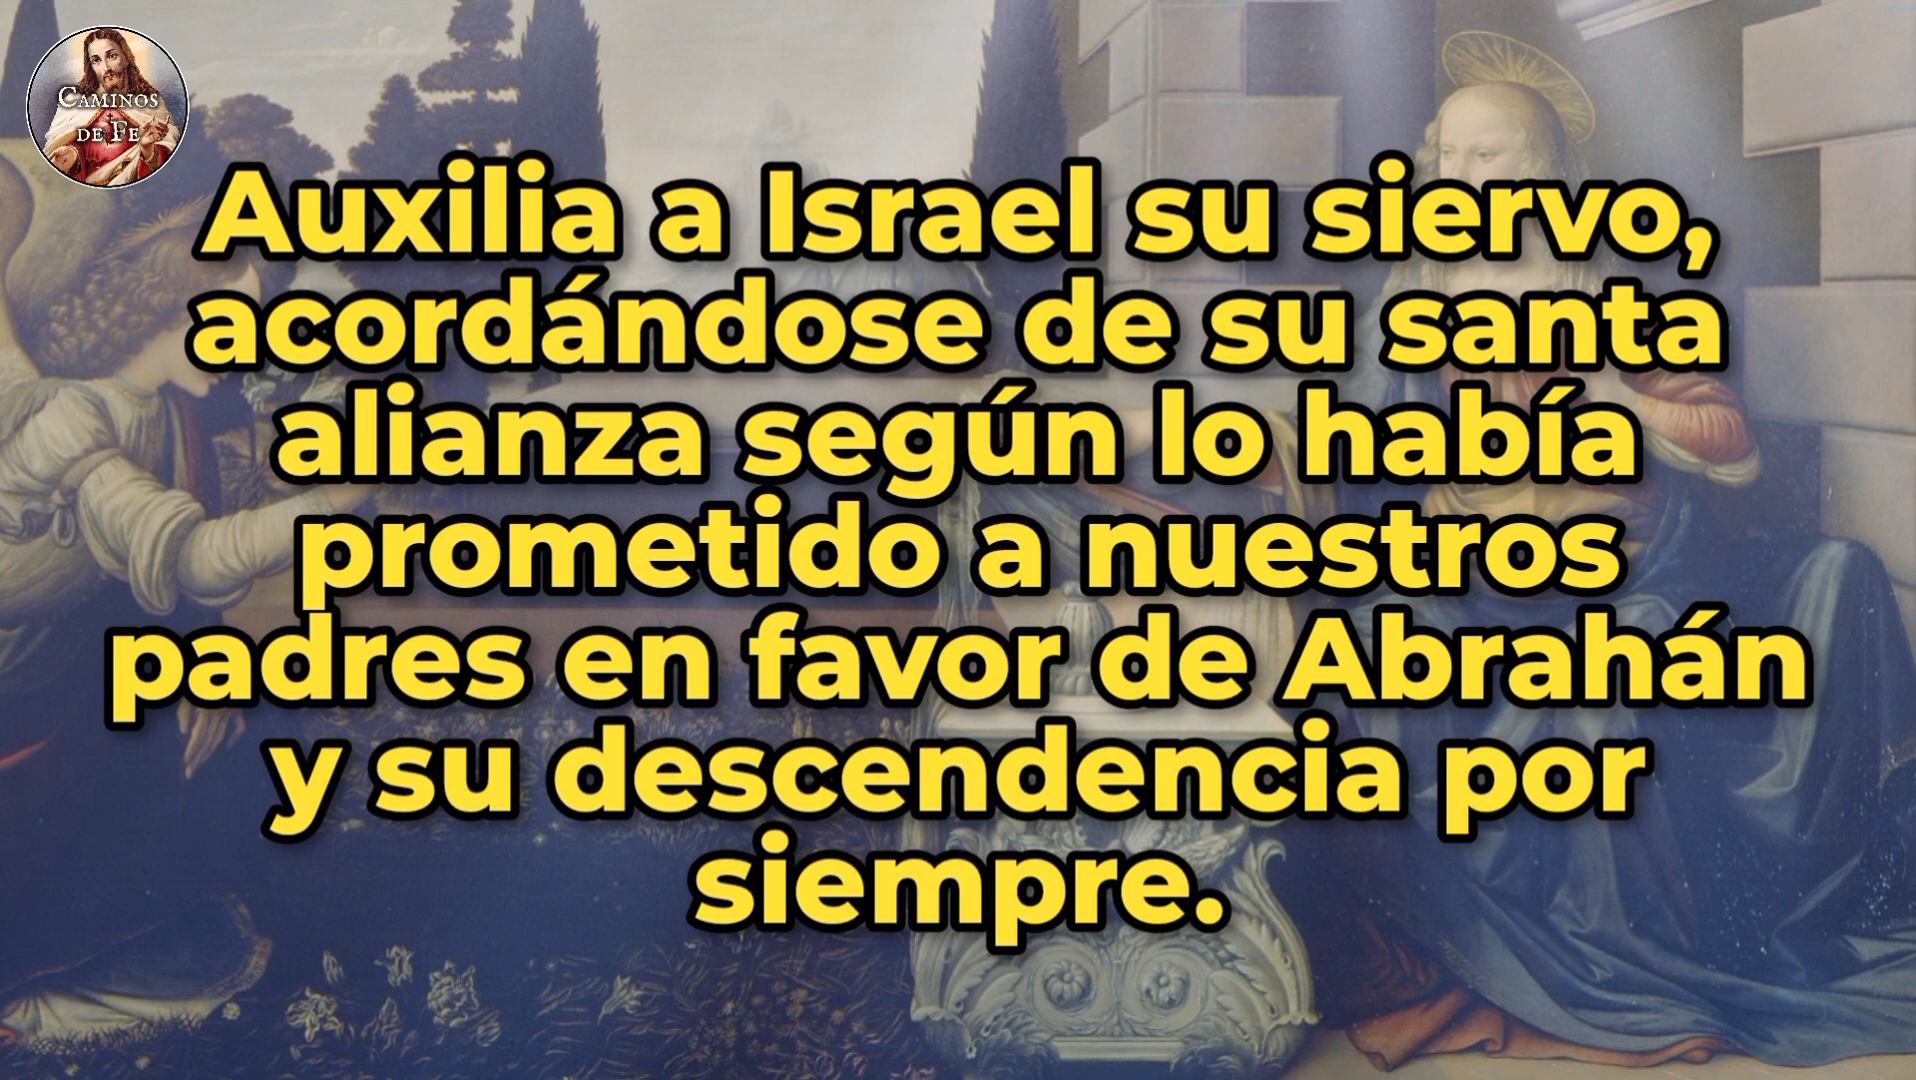 CAMINOS
DE FE
Auxilia a Israel su siervo,
acordándose de su santa
alianza según lo había
prometido a nuestros
padres en favor de Abrahán
y su descendencia por
siempre.